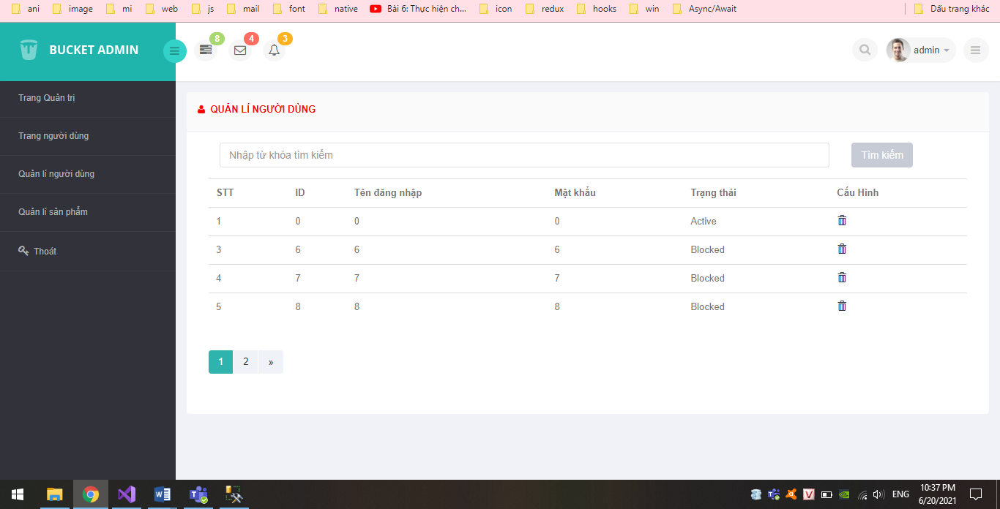 ani image mi web js mail font native Bài 6: Thực hiện ch... icon redux hooks win Async/Await Dấu trang khác
BUCKET ADMIN 8 4 3 admin
Trang Quản trị
Trang người dùng
Quản lí người dùng
Quản lí sản phẩm
Thoát
QUẢN LÍ NGƯỜI DÙNG
Nhập từ khóa tìm kiếm Tìm kiếm
STT ID Tên đăng nhập Mật khẩu Trạng thái Cấu Hình
1 0 0 0 Active
3 6 6 6 Blocked
4 7 7 7 Blocked
5 8 8 8 Blocked
1 2 »
ENG 10:37 PM
6/20/2021